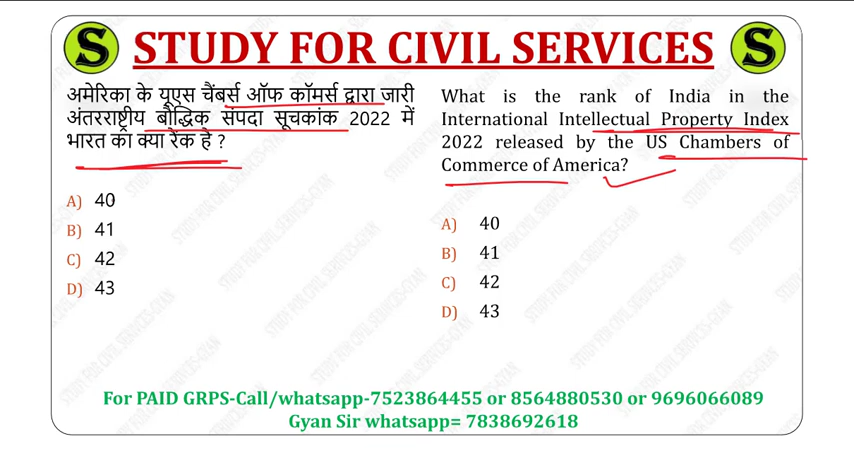 S STUDY FOR CIVIL SERVICES S
अमेरिका के यूएस चैंबर्स ऑफ कॉमर्स द्वारा जारी
अंतरराष्ट्रीय बौद्धिक संपदा सूचकांक 2022 में
भारत का क्या रैंक है ?
A) 40
B) 41
C) 42
D) 43
What is the rank of India in the
International Intellectual Property Index
2022 released by the US Chambers of
Commerce of America?
A) 40
B) 41
C) 42
D) 43
For PAID GRPS-Call/whatsapp-7523864455 or 8564880530 or 9696066089
Gyan Sir whatsapp= 7838692618